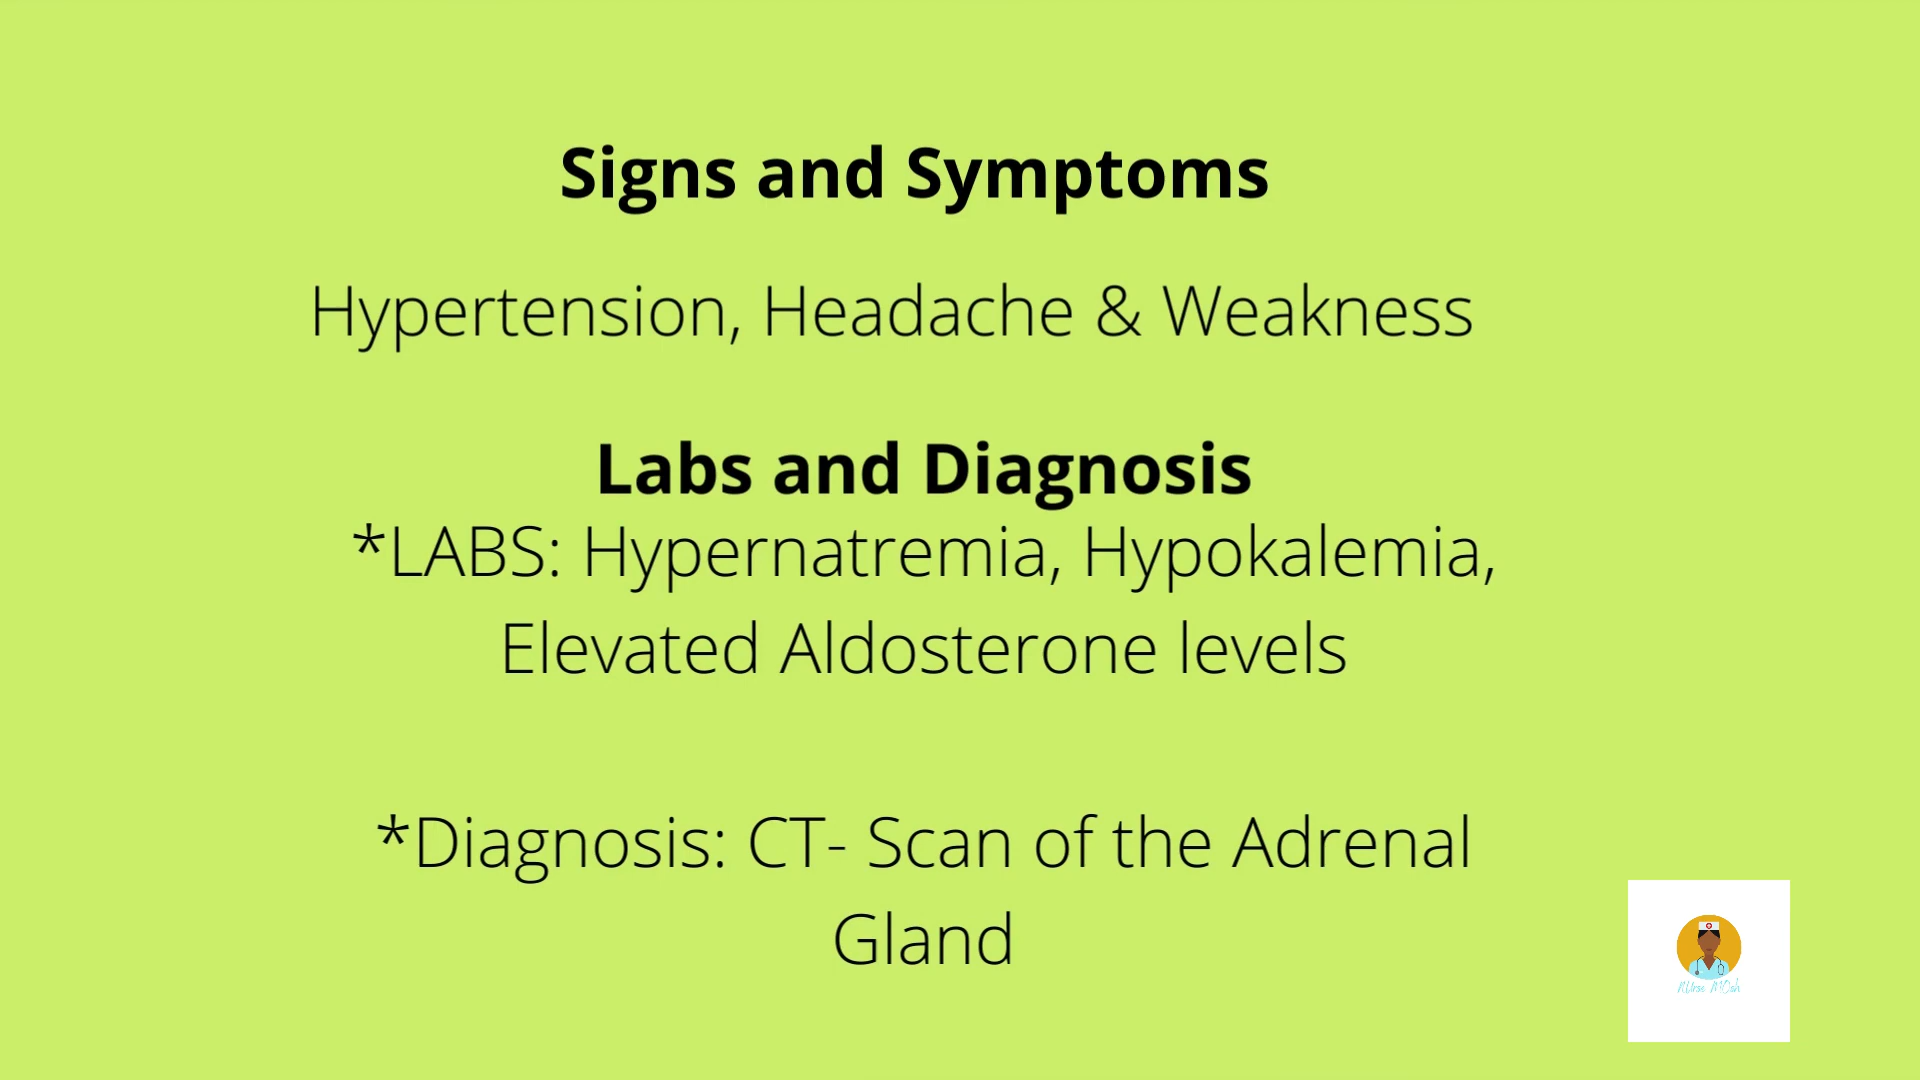 Signs and Symptoms
Hypertension, Headache & Weakness
Labs and Diagnosis
*LABS: Hypernatremia, Hypokalemia,
Elevated Aldosterone levels
*Diagnosis: CT- Scan of the Adrenal
Gland